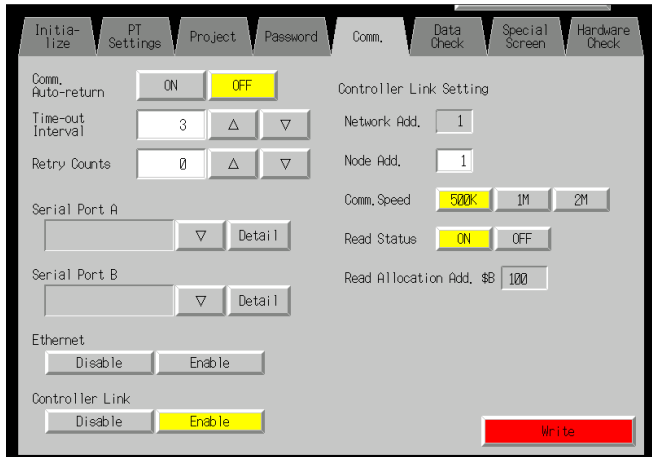 Initia-
lize
PT
Settings
Project
Password
Comm.
Data
Check
Special
Screen
Hardware
Check
Comm.
Auto-return
ON
OFF
Controller Link Setting
Time-out
Interval
3
△
▽
Network Add.
1
Retry Counts
0
△
▽
Node Add.
1
Comm.Speed
500K
1M
2M
Serial Port A
▽
Detail
Read Status
ON
OFF
Serial Port B
▽
Detail
Read Allocation Add. $B
100
Ethernet
Disable
Enable
Controller Link
Disable
Enable
Write